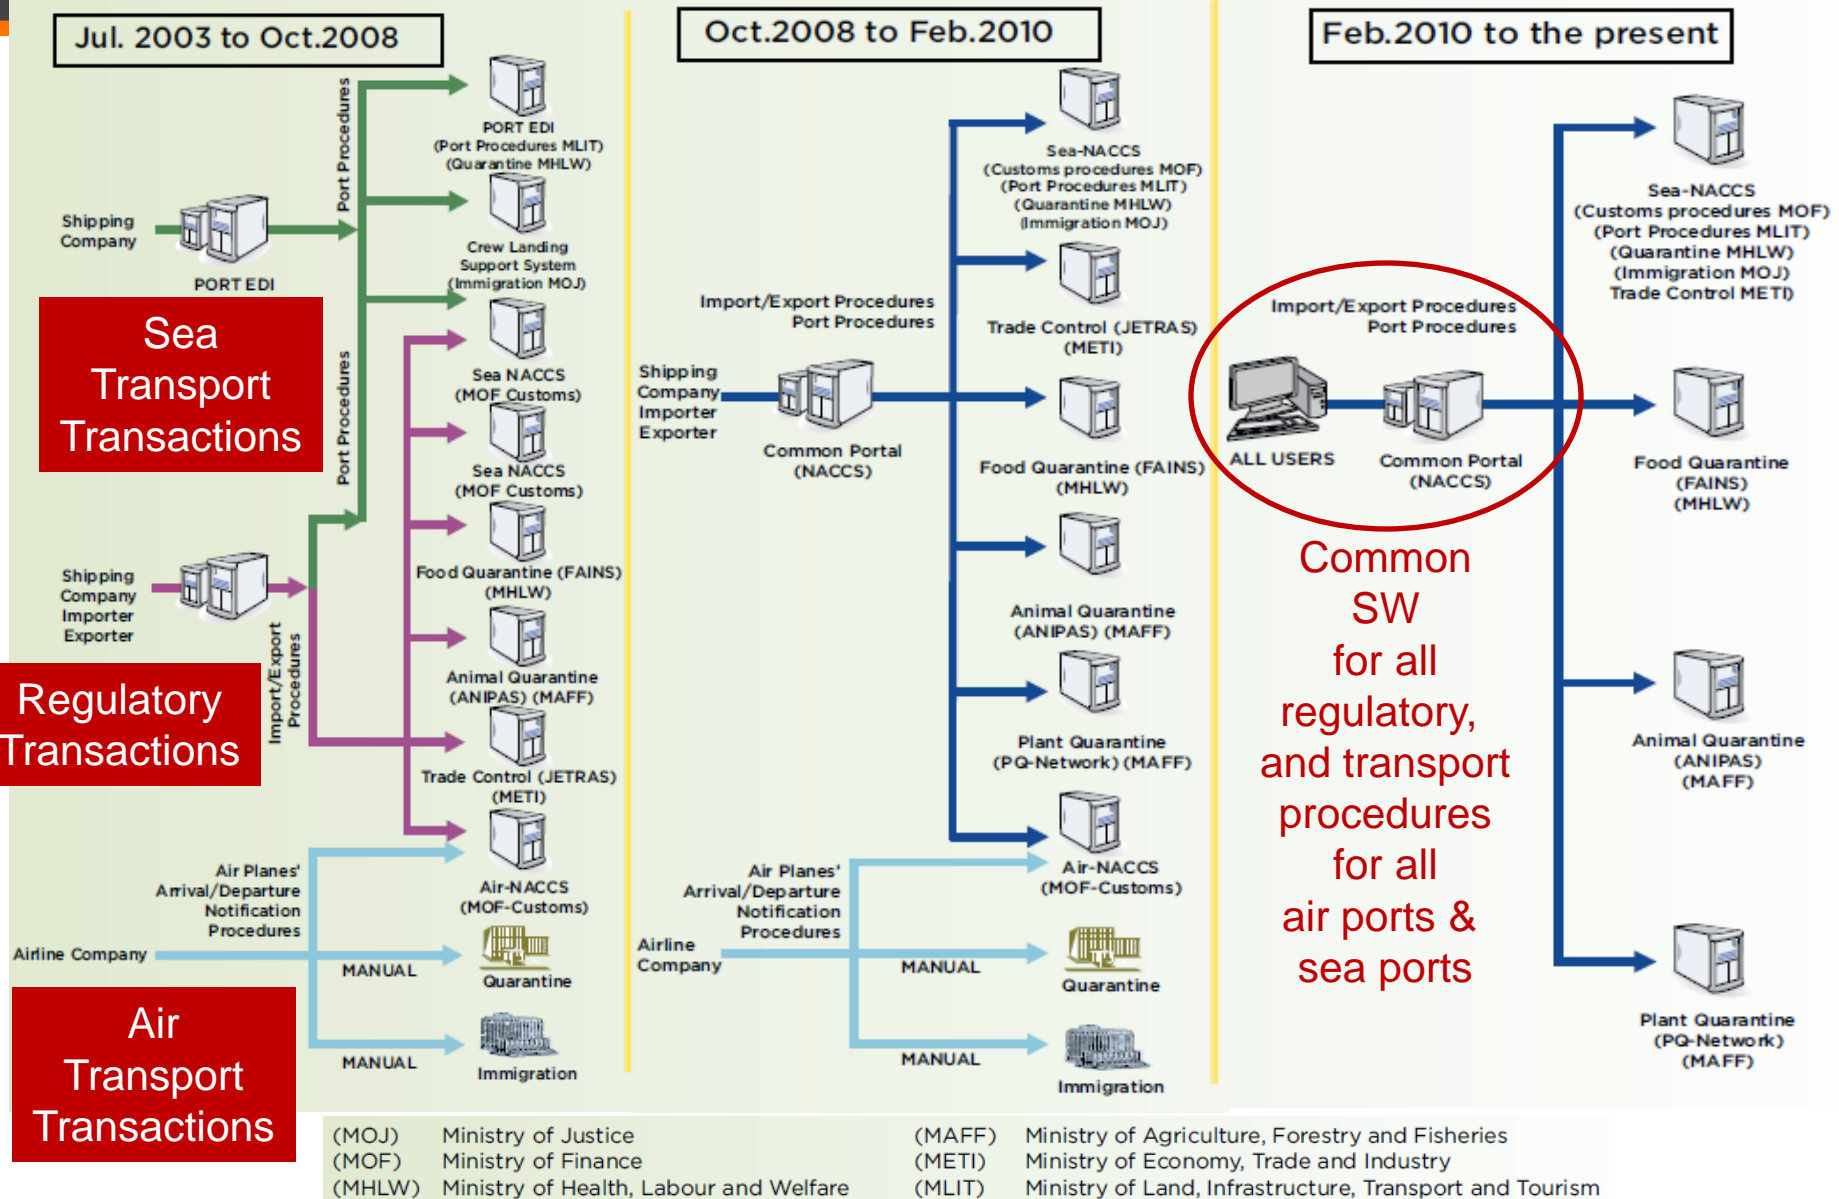 Jul. 2003 to Oct.2008
Port Procedures
PORT EDI
(Port Procedures MLIT)
(Quarantine MHLW)
Shipping
Company
PORT EDI
Crew Landing
Support System
(Immigration MOJ)
Sea
Transport
Transactions
Port Procedures
Sea NACCS
(MOF Customs)
Sea NACCS
(MOF Customs)
Shipping
Company
Importer
Exporter
Food Quarantine (FAINS)
(MHLW)
Import/Export
Procedures
Regulatory
Transactions
Animal Quarantine
(ANIPAS) (MAFF)
Trade Control (JETRAS)
(METI)
Air Planes'
Arrival/Departure
Notification
Procedures
Air-NACCS
(MOF-Customs)
Airline Company
MANUAL
Quarantine
MANUAL
Immigration
Air
Transport
Transactions
Oct.2008 to Feb.2010
Sea-NACCS
(Customs procedures MOF)
(Port Procedures MLIT)
(Quarantine MHLW)
(Immigration MOJ)
Import/Export Procedures
Port Procedures
Trade Control (JETRAS)
(METI)
Shipping
Company
Importer
Exporter
Common Portal
(NACCS)
Food Quarantine (FAINS)
(MHLW)
Animal Quarantine
(ANIPAS) (MAFF)
Plant Quarantine
(PQ-Network) (MAFF)
Air Planes'
Arrival/Departure
Notification
Procedures
Air-NACCS
(MOF-Customs)
Airline
Company
MANUAL
Quarantine
MANUAL
Immigration
Feb.2010 to the present
Sea-NACCS
(Customs procedures MOF)
(Port Procedures MLIT)
(Quarantine MHLW)
(Immigration MOJ)
Trade Control METI)
Import/Export Procedures
Port Procedures
ALL USERS
Common Portal
(NACCS)
Food Quarantine
(FAINS)
(MHLW)
Common
SW
for all
regulatory,
and transport
procedures
for all
air ports &
sea ports
Animal Quarantine
(ANIPAS)
(MAFF)
Plant Quarantine
(PQ-Network)
(MAFF)
(MOJ) Ministry of Justice
(MOF) Ministry of Finance
(MHLW) Ministry of Health, Labour and Welfare
(MAFF) Ministry of Agriculture, Forestry and Fisheries
(METI) Ministry of Economy, Trade and Industry
(MLIT) Ministry of Land, Infrastructure, Transport and Tourism